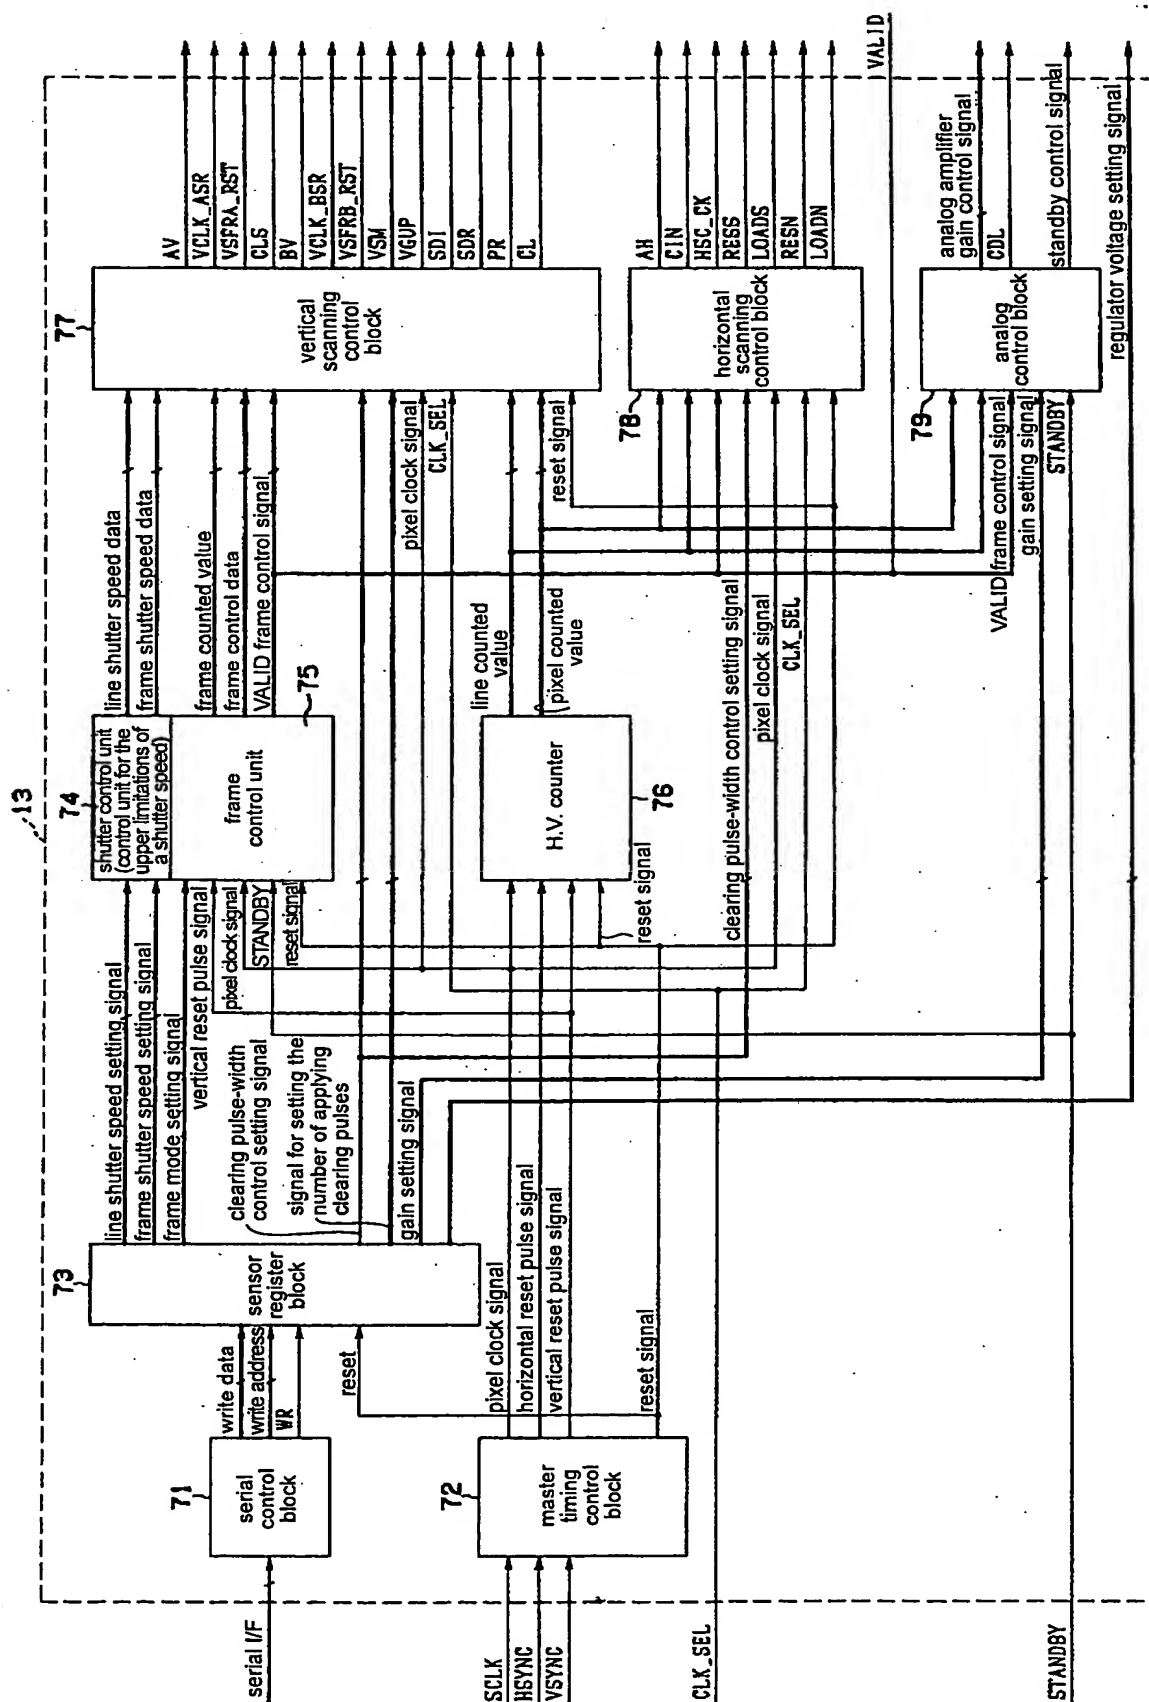 13
serial I/F
SCLK
HSYNC
VSYNC
CLK_SEL
STANDBY
71
serial
control
block
write data
write address
WR
72
master
timing
control
block
reset
pixel clock signal
horizontal reset pulse signal
vertical reset pulse signal
reset signal
73
sensor
register
block
line shutter speed setting signal
frame shutter speed setting signal
frame mode setting signal
vertical reset pulse signal
pixel clock signal
STANDBY
reset signal
clearing pulse-width
control setting signal
signal for setting the
number of applying
clearing pulses
gain setting signal
74
shutter control unit
(control unit for the
upper limitations of
a shutter speed)
frame
control unit
75
line shutter speed data
frame shutter speed data
frame counted value
frame control data
VALID frame control signal
H.V. counter
76
reset signal
line counted
value
pixel counted
value
clearing pulse-width control setting signal
pixel clock signal
CLK_SEL
pixel clock signal
CLK_SEL
reset signal
77
vertical
scanning
control
block
AV
VCLK_ASR
VSFRA_RST
CLS
BV
VCLK_BSR
VSFRB_RST
VSM
VGUP
SDI
SDR
PR
CL
78
horizontal
scanning
control block
AH
CIN
HSC_CK
RESS
LOADS
RESN
LOADN
VALID
79
analog
control block
VALID frame control signal
gain setting signal
STANDBY
analog amplifier
gain control signal
CDL
standby control signal
regulator voltage setting signal